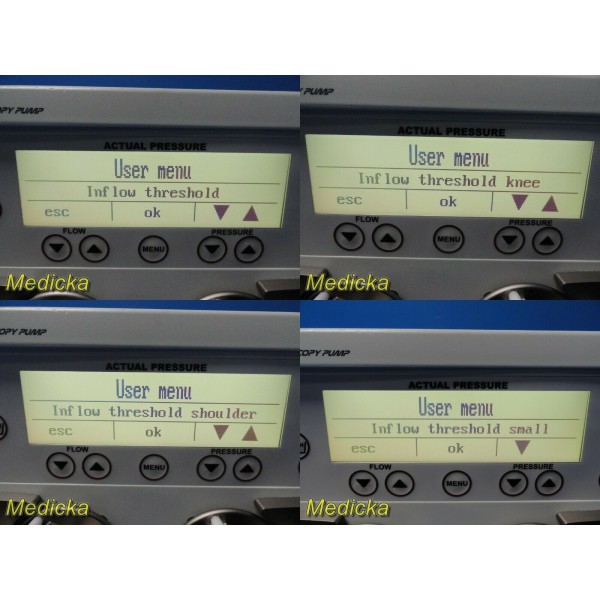 OPY PUMP
ACTUAL PRESSURE
User menu
Inflow threshold
esc ok ▼ ▲
FLOW PRESSURE
MENU
Medicka
COPY PUMP
ACTUAL PRESSURE
User menu
Inflow threshold knee
esc ok ▼ ▲
FLOW PRESSURE
MENU
Medicka
OPY PUMP
ACTUAL PRESSURE
User menu
Inflow threshold shoulder
esc ok ▼ ▲
FLOW PRESSURE
MENU
Medicka
COPY PUMP
ACTUAL PRESSURE
User menu
Inflow threshold small
esc ok ▼
FLOW PRESSURE
MENU
Medicka